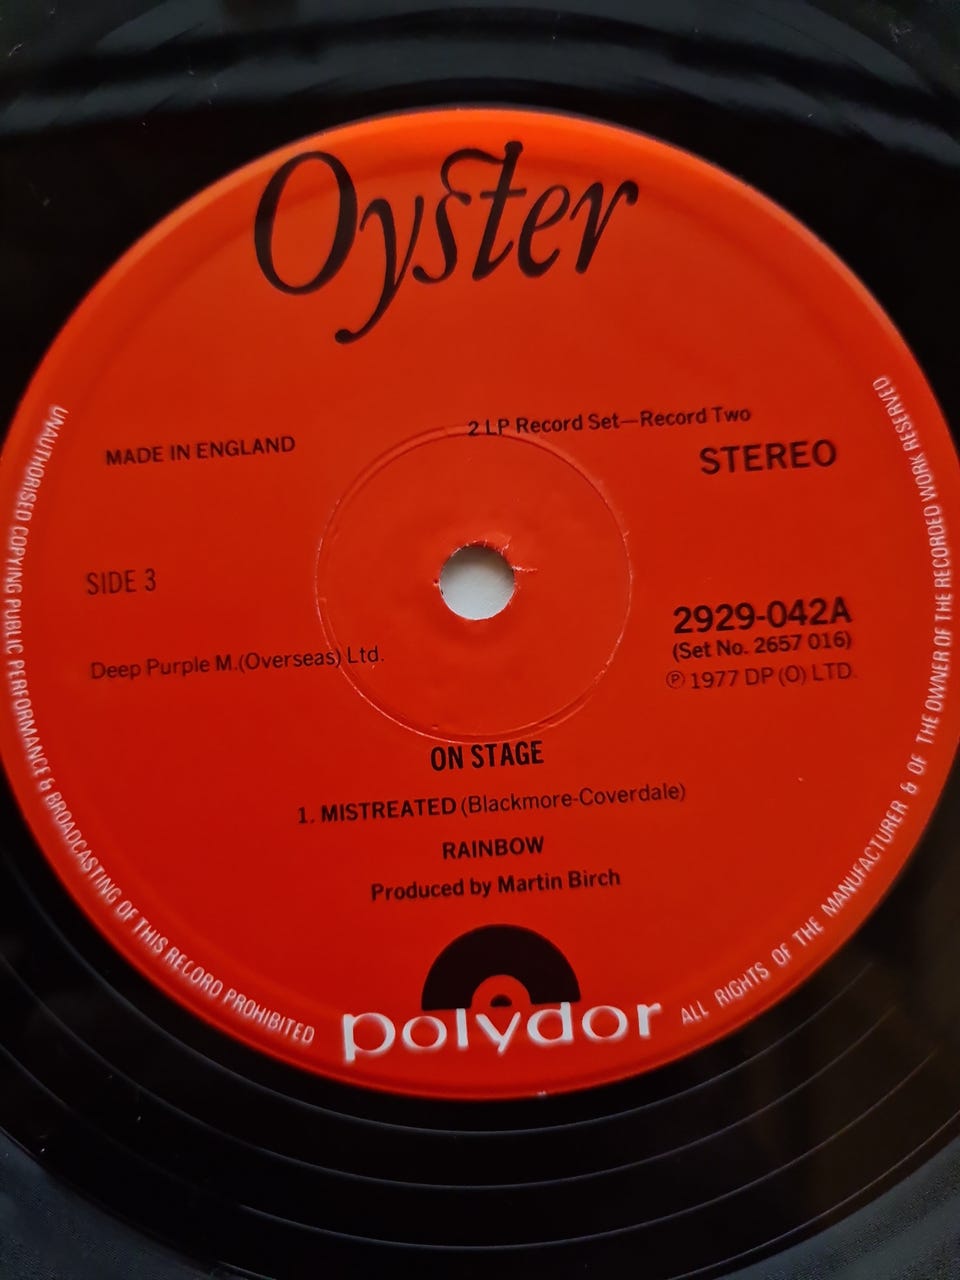 Oyster
MADE IN ENGLAND
2 LP Record Set—Record Two
STEREO
SIDE 3
2929-042A
(Set No. 2657 016)
Deep Purple M.(Overseas) Ltd.
℗ 1977 DP (O) LTD.
ON STAGE
1. MISTREATED (Blackmore-Coverdale)
RAINBOW
Produced by Martin Birch
polydor
UNAUTHORISED COPYING PUBLIC PERFORMANCE & BROADCASTING OF THIS RECORD PROHIBITED
ALL RIGHTS OF THE MANUFACTURER & OF THE OWNER OF THE RECORDED WORK RESERVED